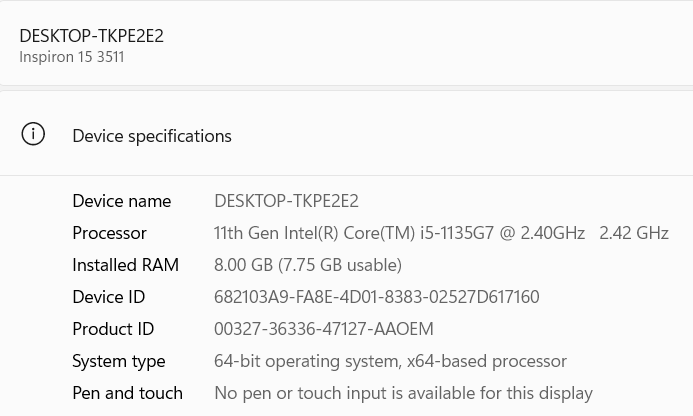 DESKTOP-TKPE2E2
Inspiron 15 3511
Device specifications
Device name DESKTOP-TKPE2E2
Processor 11th Gen Intel(R) Core(TM) i5-1135G7 @ 2.40GHz 2.42 GHz
Installed RAM 8.00 GB (7.75 GB usable)
Device ID 682103A9-FA8E-4D01-8383-02527D617160
Product ID 00327-36336-47127-AAOEM
System type 64-bit operating system, x64-based processor
Pen and touch No pen or touch input is available for this display